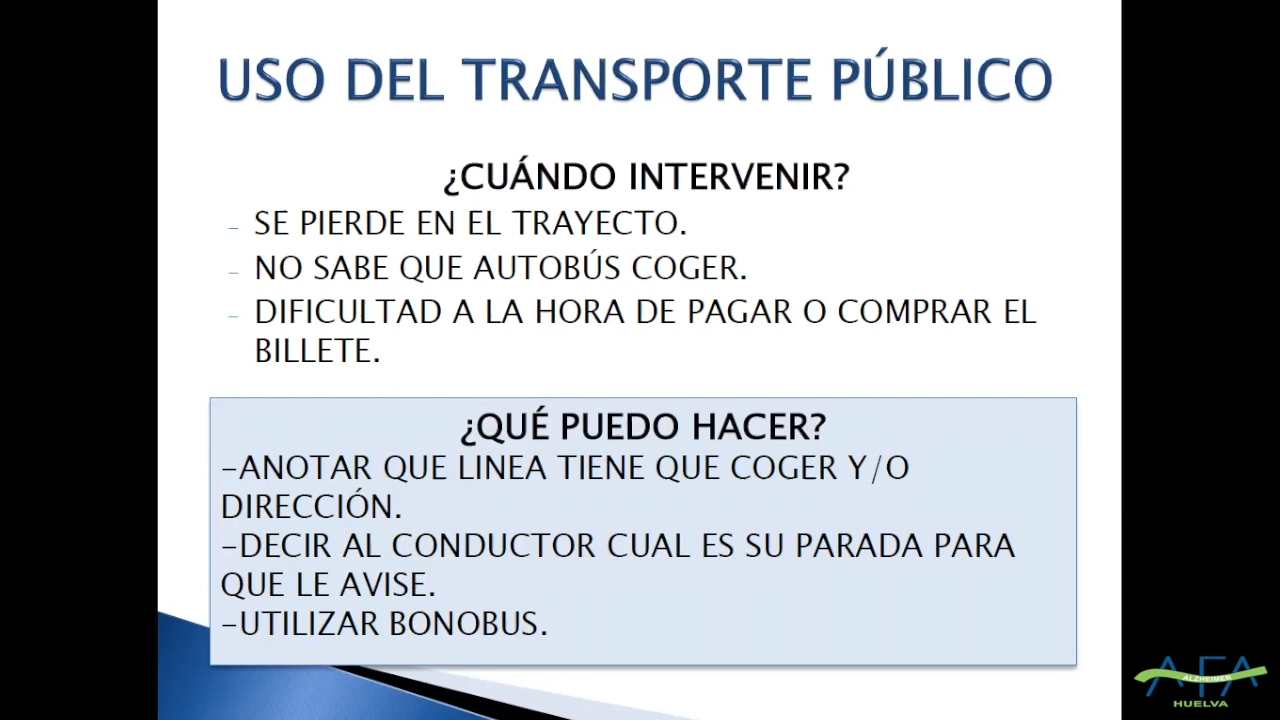 USO DEL TRANSPORTE PÚBLICO
¿CUÁNDO INTERVENIR?
- SE PIERDE EN EL TRAYECTO.
- NO SABE QUE AUTOBÚS COGER.
- DIFICULTAD A LA HORA DE PAGAR O COMPRAR EL
BILLETE.
¿QUÉ PUEDO HACER?
-ANOTAR QUE LINEA TIENE QUE COGER Y/O
DIRECCIÓN.
-DECIR AL CONDUCTOR CUAL ES SU PARADA PARA
QUE LE AVISE.
-UTILIZAR BONOBUS.
AFA
ALZHEIMER
HUELVA